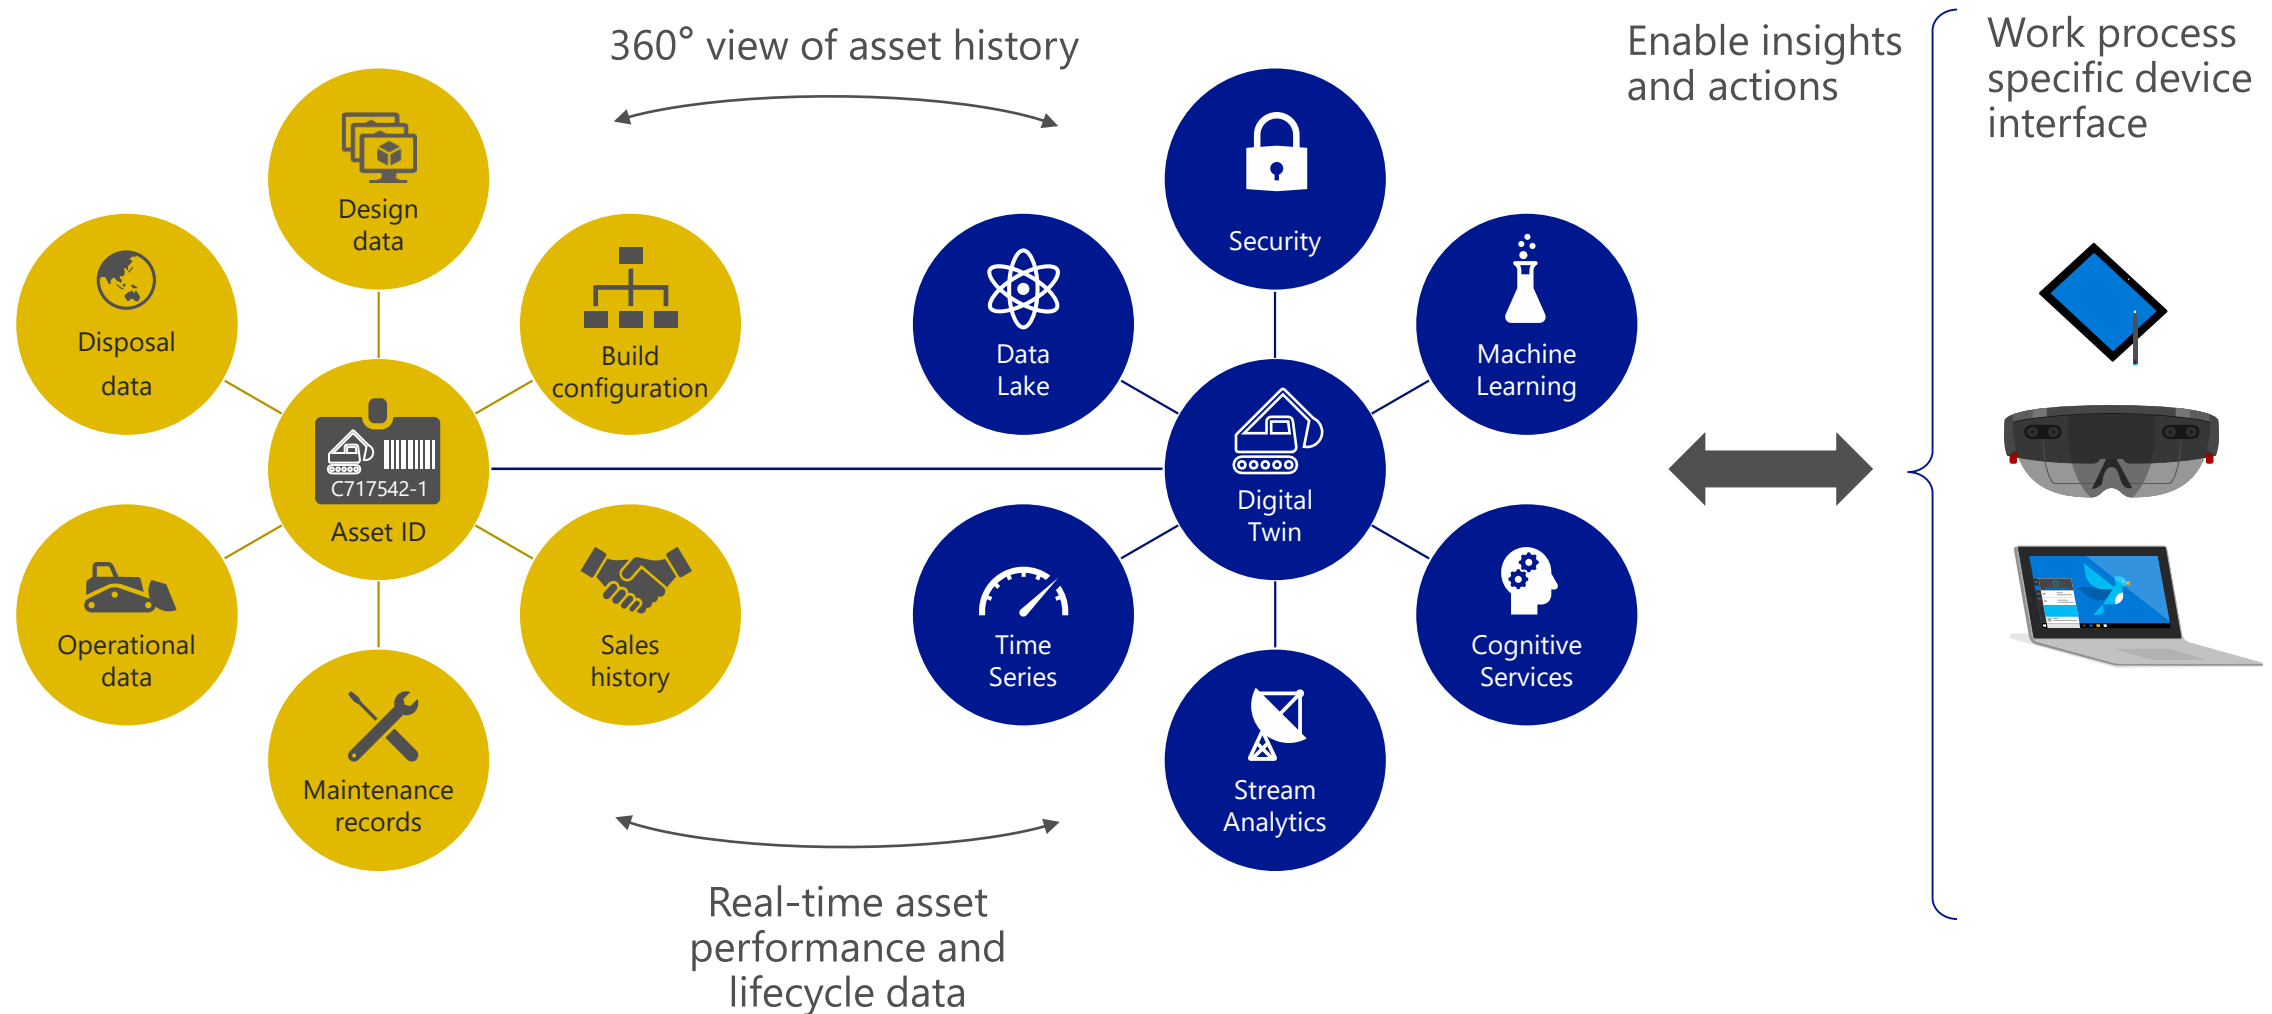 360° view of asset history
Enable insights
and actions
Work process
specific device
interface
Design
data
Disposal
data
Build
configuration
C717542-1
Asset ID
Operational
data
Sales
history
Maintenance
records
Security
Data
Lake
Machine
Learning
Digital
Twin
Time
Series
Cognitive
Services
Stream
Analytics
Real-time asset
performance and
lifecycle data